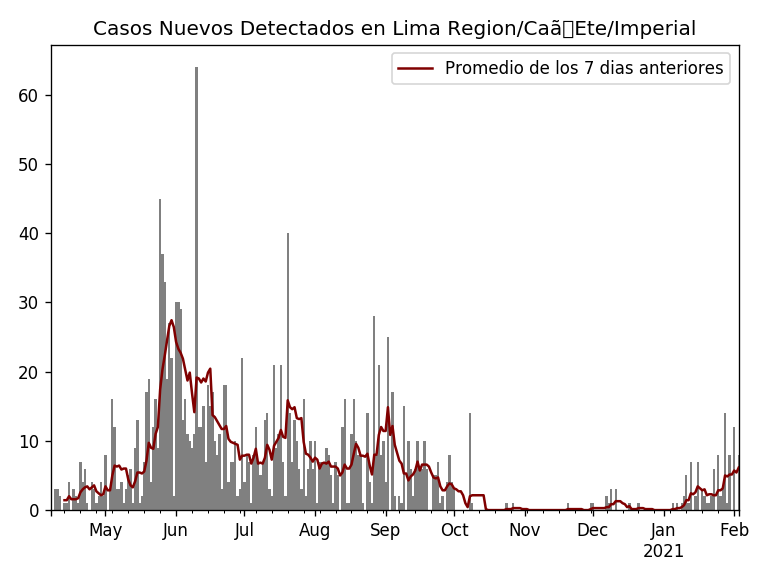 Casos Nuevos Detectados en Lima Region/Caã▯Ete/Imperial
Promedio de los 7 dias anteriores
60
50
40
30
20
10
0
May Jun Jul Aug Sep Oct Nov Dec Jan Feb
2021